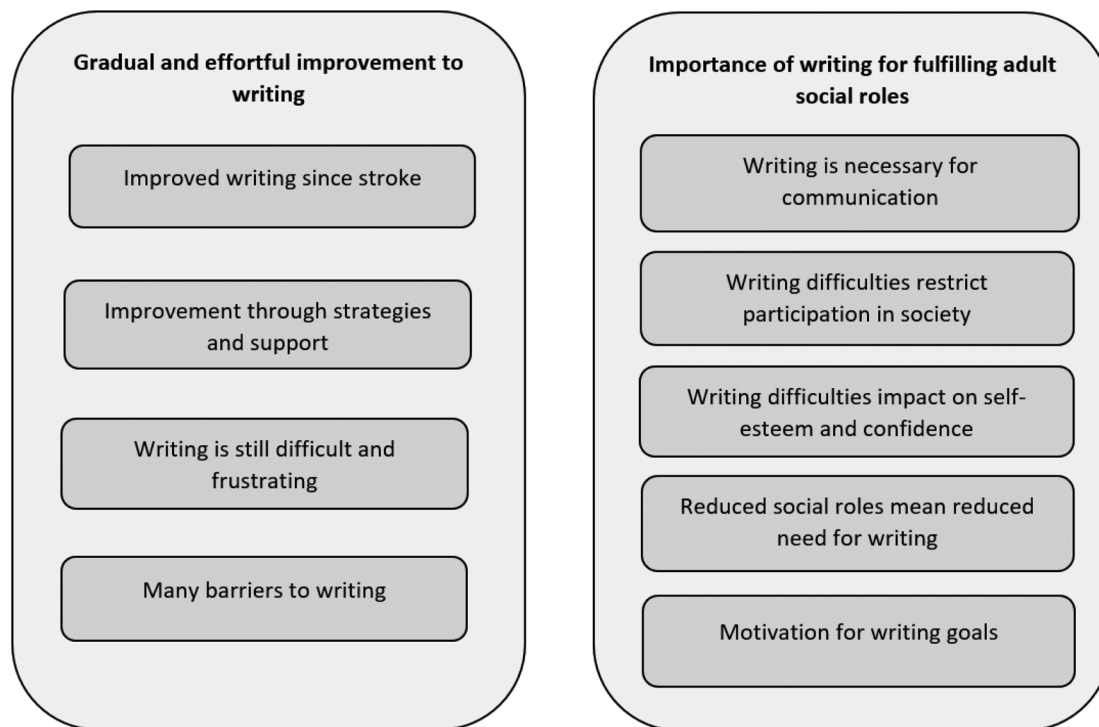 Gradual and effortful improvement to
writing
Improved writing since stroke
Improvement through strategies
and support
Writing is still difficult and
frustrating
Many barriers to writing
Importance of writing for fulfilling adult
social roles
Writing is necessary for
communication
Writing difficulties restrict
participation in society
Writing difficulties impact on self-
esteem and confidence
Reduced social roles mean reduced
need for writing
Motivation for writing goals